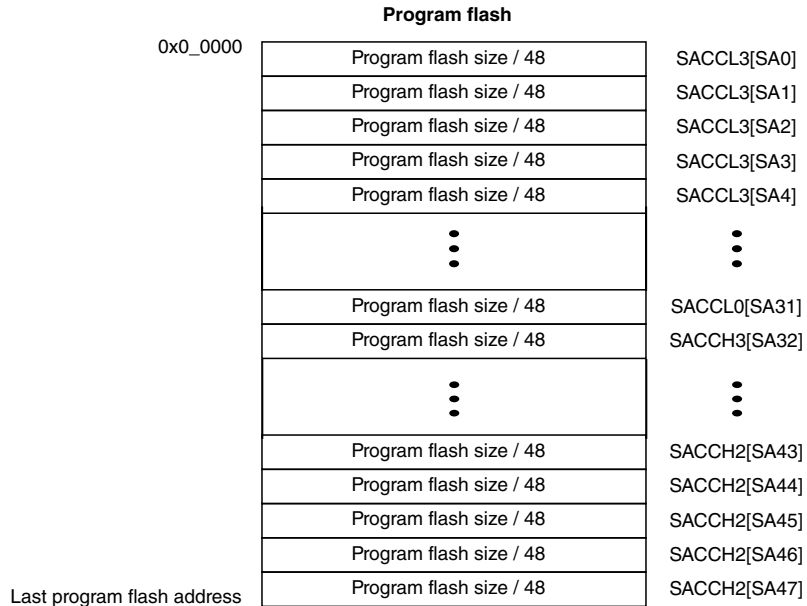 Program flash
0x0_0000 Program flash size / 48 SACCL3[SA0]
Program flash size / 48 SACCL3[SA1]
Program flash size / 48 SACCL3[SA2]
Program flash size / 48 SACCL3[SA3]
Program flash size / 48 SACCL3[SA4]
Program flash size / 48 SACCL0[SA31]
Program flash size / 48 SACCH3[SA32]
Program flash size / 48 SACCH2[SA43]
Program flash size / 48 SACCH2[SA44]
Program flash size / 48 SACCH2[SA45]
Program flash size / 48 SACCH2[SA46]
Last program flash address Program flash size / 48 SACCH2[SA47]